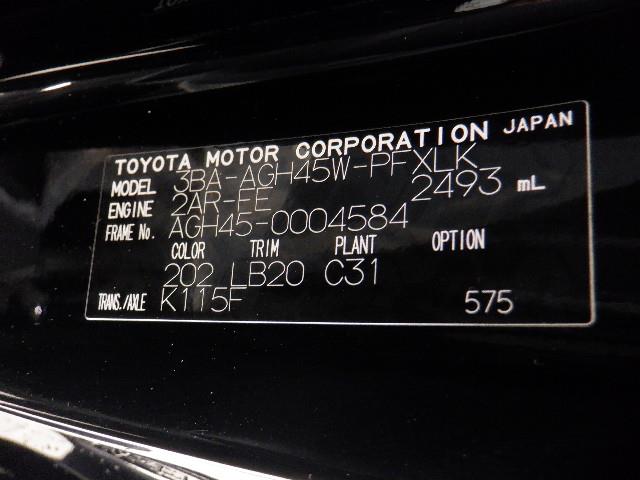 TOYOTA MOTOR CORPORATION JAPAN
MODEL 3BA-AGH45W-PFXLK
ENGINE 2AR-FE 2493 mL
FRAME No. AGH45-0004584
COLOR TRIM PLANT OPTION
202 LB20 C31
TRANS./AXLE K115F 575